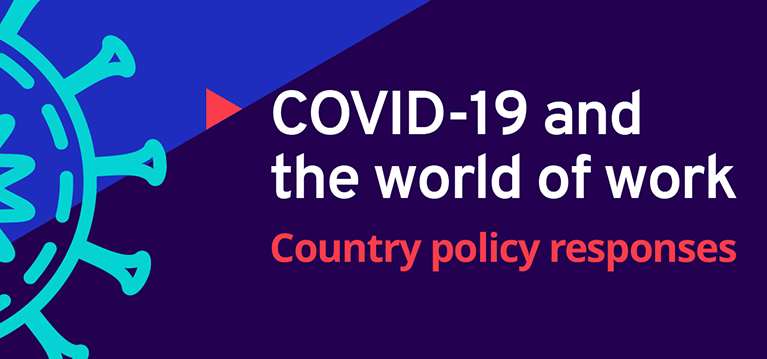 COVID-19 and
the world of work
Country policy responses